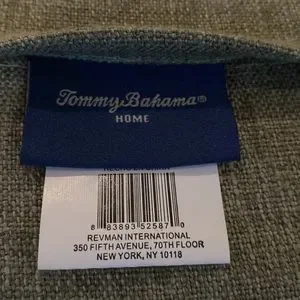 Tommy Bahama®
HOME
8 83893 52587 0
REVMAN INTERNATIONAL
350 FIFTH AVENUE, 70TH FLOOR
NEW YORK, NY 10118